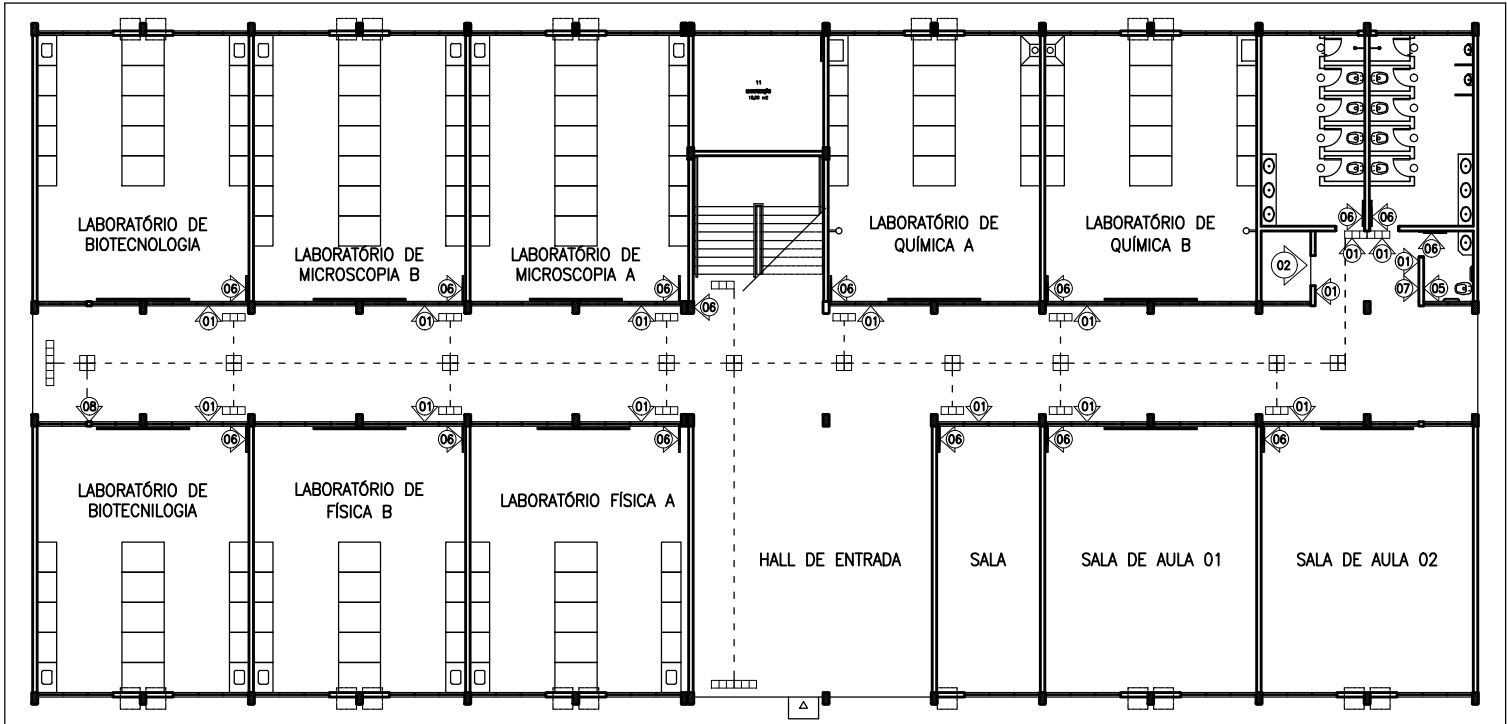 11
LABORATÓRIO DE
BIOTECNOLOGIA
LABORATÓRIO DE
MICROSCOPIA B
LABORATÓRIO DE
MICROSCOPIA A
LABORATÓRIO DE
QUÍMICA A
LABORATÓRIO DE
QUÍMICA B
06
06
01
01
06
02
01
06
06
06
06
06
01
07
05
06
01
01
01
01
01
08
01
01
01
01
01
01
06
06
06
06
06
06
LABORATÓRIO DE
BIOTECNILOGIA
LABORATÓRIO DE
FÍSICA B
LABORATÓRIO FÍSICA A
HALL DE ENTRADA
SALA
SALA DE AULA 01
SALA DE AULA 02